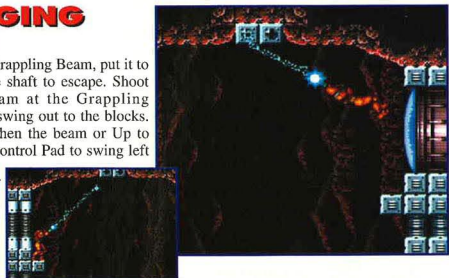 GING
rappling Beam, put it to
shaft to escape. Shoot
am at the Grappling
swing out to the blocks.
hen the beam or Up to
ontrol Pad to swing left